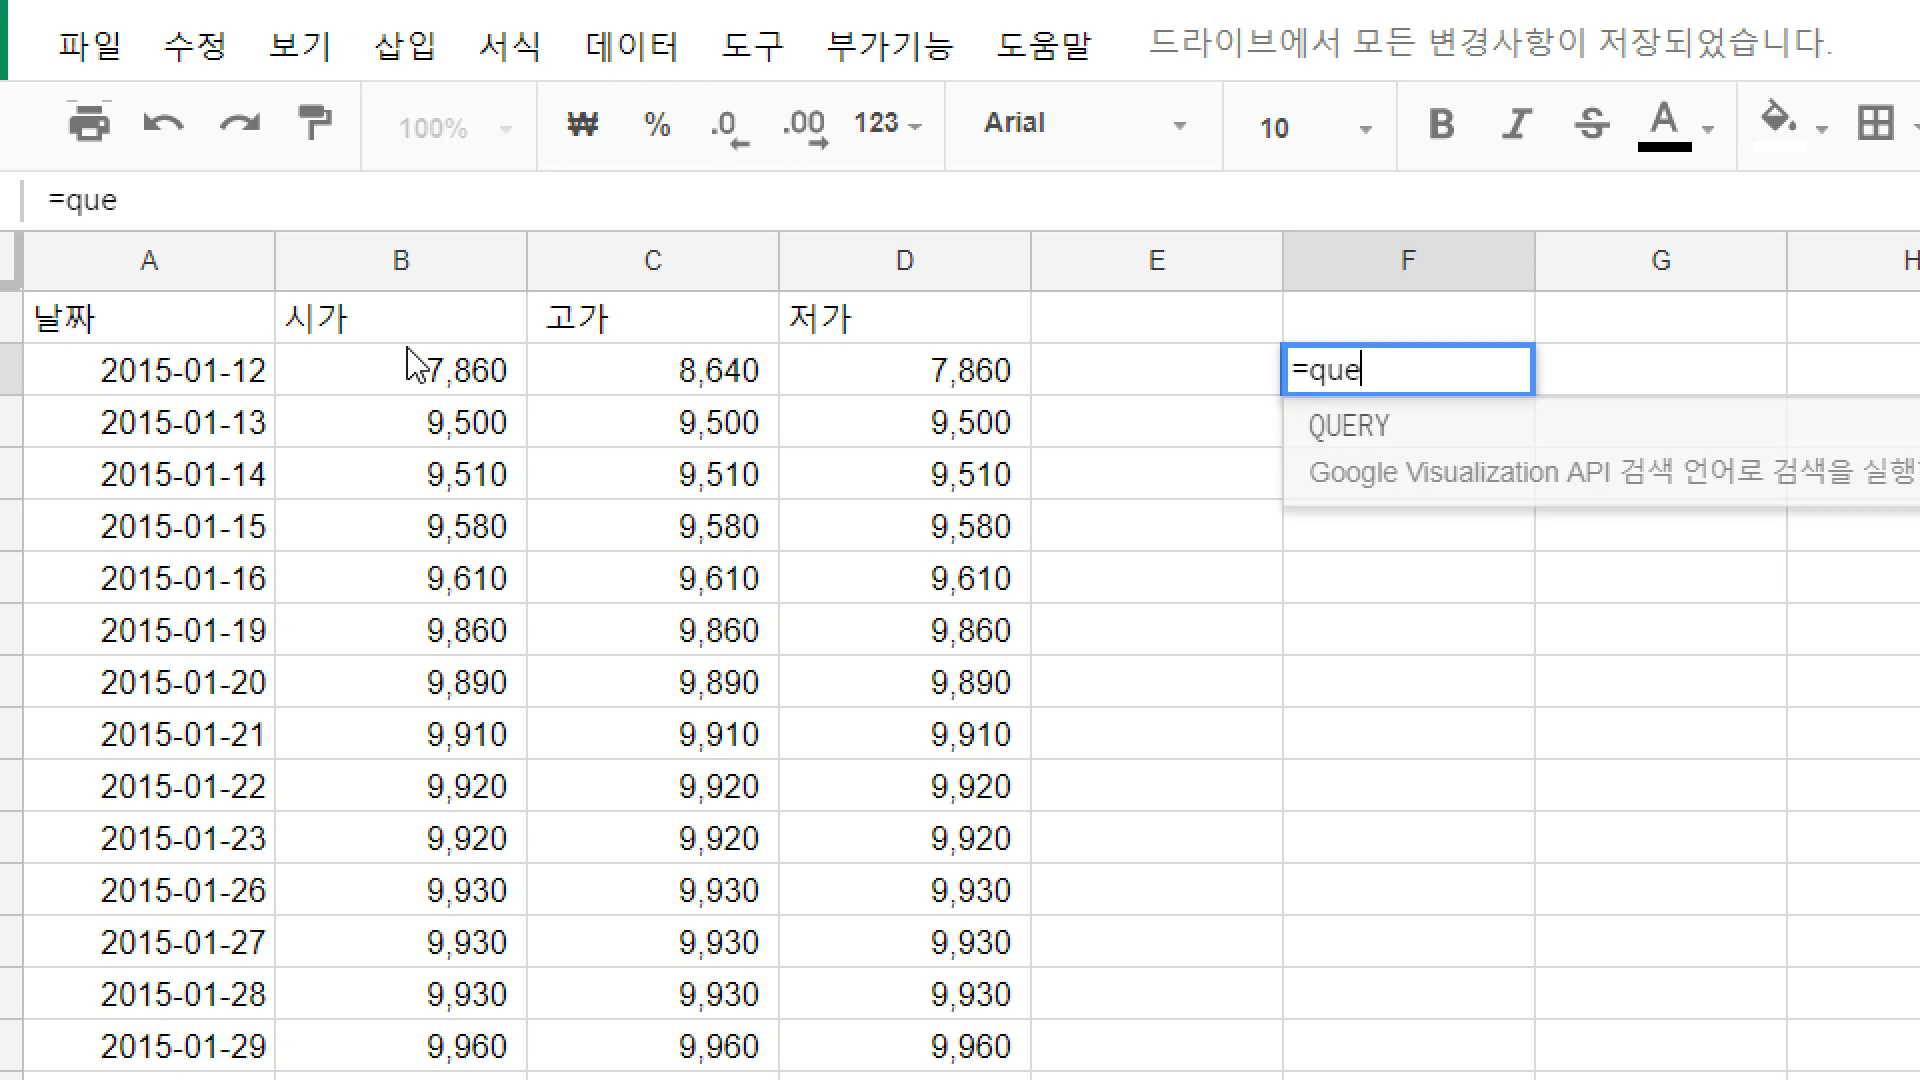 파일 수정 보기 삽입 서식 데이터 도구 부가기능 도움말 드라이브에서 모든 변경사항이 저장되었습니다.
100% ₩ % .0 .00 123 Arial 10 B I S A
=que
A B C D E F G H
날짜 시가 고가 저가
2015-01-12 7,860 8,640 7,860 =que
2015-01-13 9,500 9,500 9,500 QUERY
2015-01-14 9,510 9,510 9,510 Google Visualization API 검색 언어로 검색을 실행
2015-01-15 9,580 9,580 9,580
2015-01-16 9,610 9,610 9,610
2015-01-19 9,860 9,860 9,860
2015-01-20 9,890 9,890 9,890
2015-01-21 9,910 9,910 9,910
2015-01-22 9,920 9,920 9,920
2015-01-23 9,920 9,920 9,920
2015-01-26 9,930 9,930 9,930
2015-01-27 9,930 9,930 9,930
2015-01-28 9,930 9,930 9,930
2015-01-29 9,960 9,960 9,960